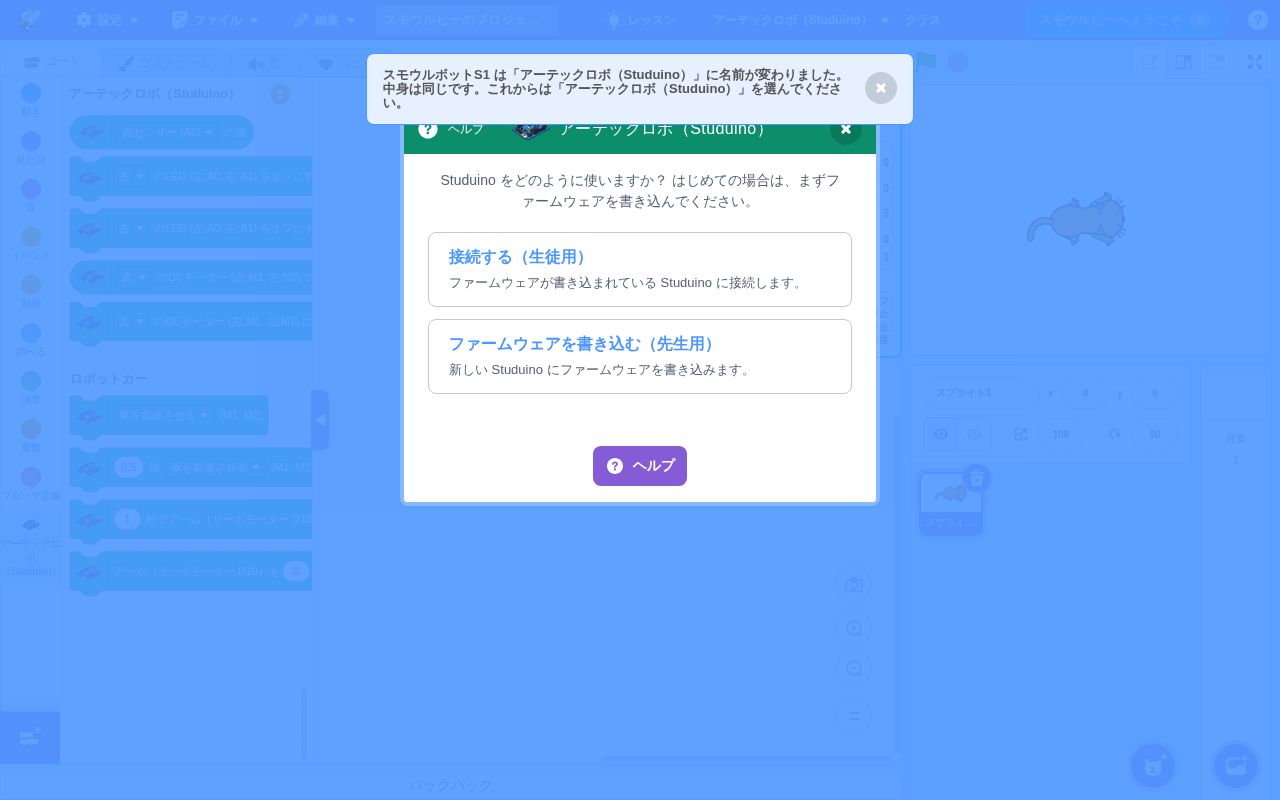 設定
ファイル
編集
スモウルビーのプロジェ...
レッスン
アーテックロボ（Studuino）
クラス
スモウルビーへようこそ
コード
コスチューム
音
スモウルボットS1 は「アーテックロボ（Studuino）」に名前が変わりました。
中身は同じです。これからは「アーテックロボ（Studuino）」を選んでくださ
い。
ヘルプ
アーテックロボ（Studuino）
Studuino をどのように使いますか？ はじめての場合は、まずフ
ァームウェアを書き込んでください。
接続する（生徒用）
ファームウェアが書き込まれている Studuino に接続します。
ファームウェアを書き込む（先生用）
新しい Studuino にファームウェアを書き込みます。
ヘルプ
動き
見た目
音
イベント
制御
調べる
演算
変数
ブロック定義
アーテックロ
ボ
（Studuino）
アーテックロボ（Studuino）
光センサー (A6) の値
左 のLED (左:A0, 右:A1) をオンにす
左 のLED (左:A0, 右:A1) をオフにす
左 のDCモーター (左:M1, 右:M2) の
左 のDCモーター (左:M1, 右:M2) の
ロボットカー
車を前進させる (M1, M2)
0.5 秒 車を前進させる (M1, M2
1 秒でアーム（サーボモーター D10
アーム（サーボモーター D10）を 0
スプライト1
x 0 y 0
100
90
スプライ...
背景
1
バックパック